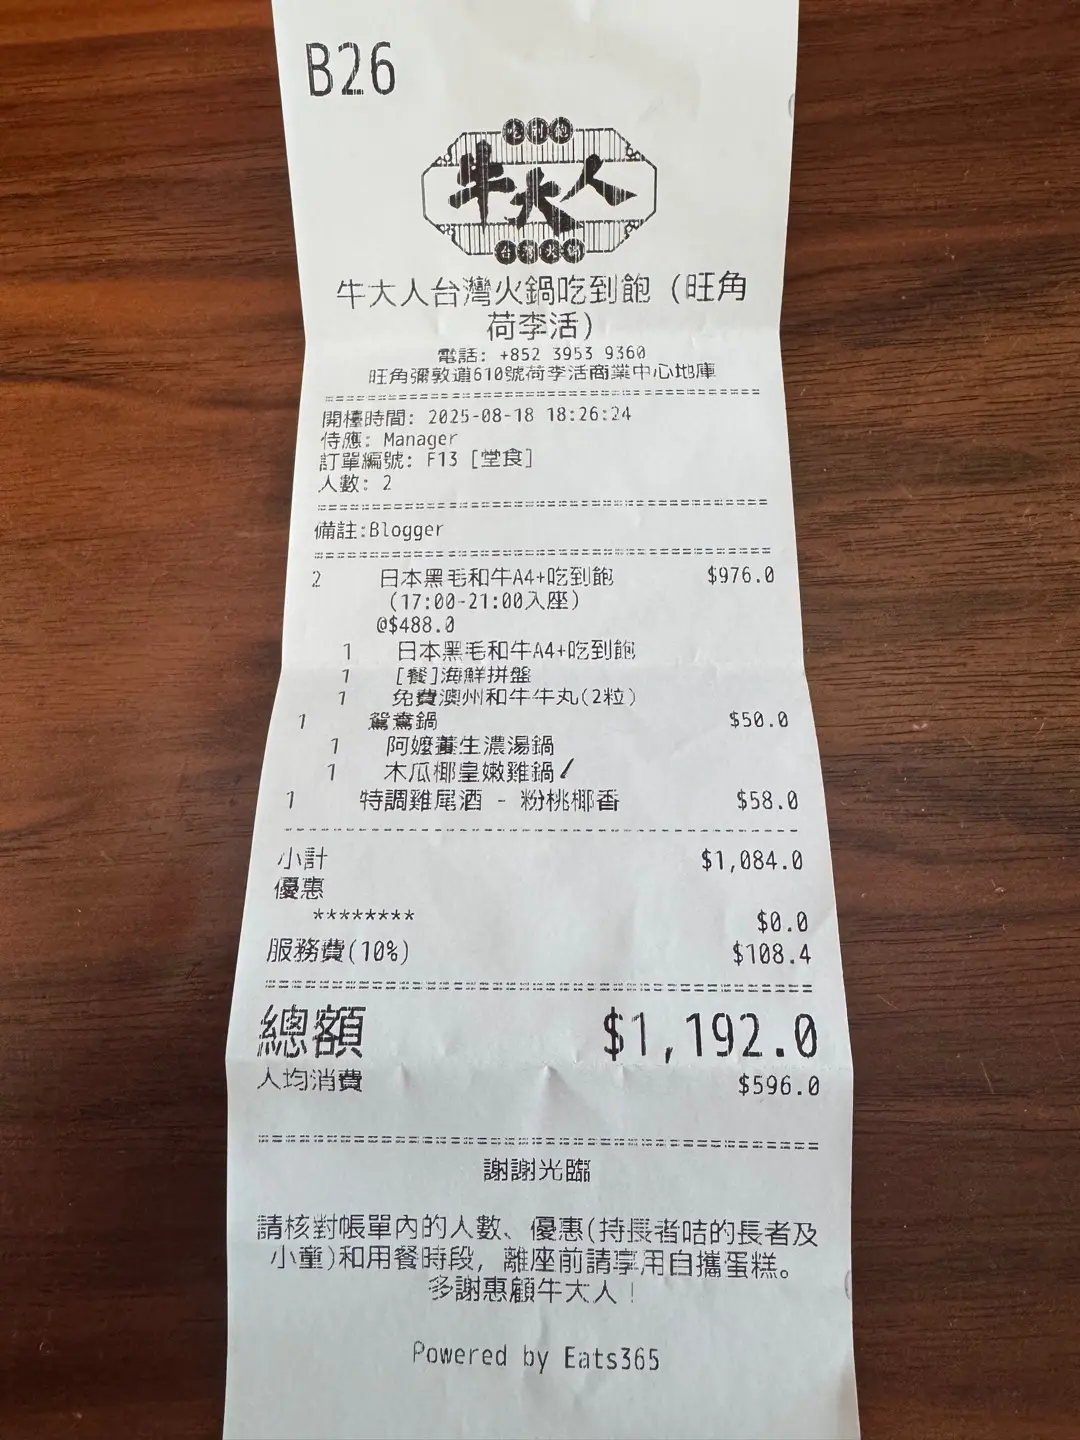 B26
吃到飽
牛大人
台灣火鍋
牛大人台灣火鍋吃到飽 (旺角
荷李活)
電話: +852 3953 9360
旺角彌敦道610號荷李活商業中心地庫
開檯時間: 2025-08-18 18:26:24
侍應: Manager
訂單編號: F13 [堂食]
人數: 2
備註:Blogger
2 日本黑毛和牛A4+吃到飽 $976.0
(17:00-21:00入座)
@$488.0
1 日本黑毛和牛A4+吃到飽
1 [餐]海鮮拼盤
1 免費澳州和牛牛丸(2粒)
1 鴛鴦鍋 $50.0
1 阿嬤養生濃湯鍋
1 木瓜椰皇嫩雞鍋
1 特調雞尾酒 - 粉桃椰香 $58.0
小計 $1,084.0
優惠
******** $0.0
服務費(10%) $108.4
總額 $1,192.0
人均消費 $596.0
謝謝光臨
請核對帳單內的人數、優惠(持長者咭的長者及
小童)和用餐時段, 離座前請享用自攜蛋糕。
多謝惠顧牛大人!
Powered by Eats365